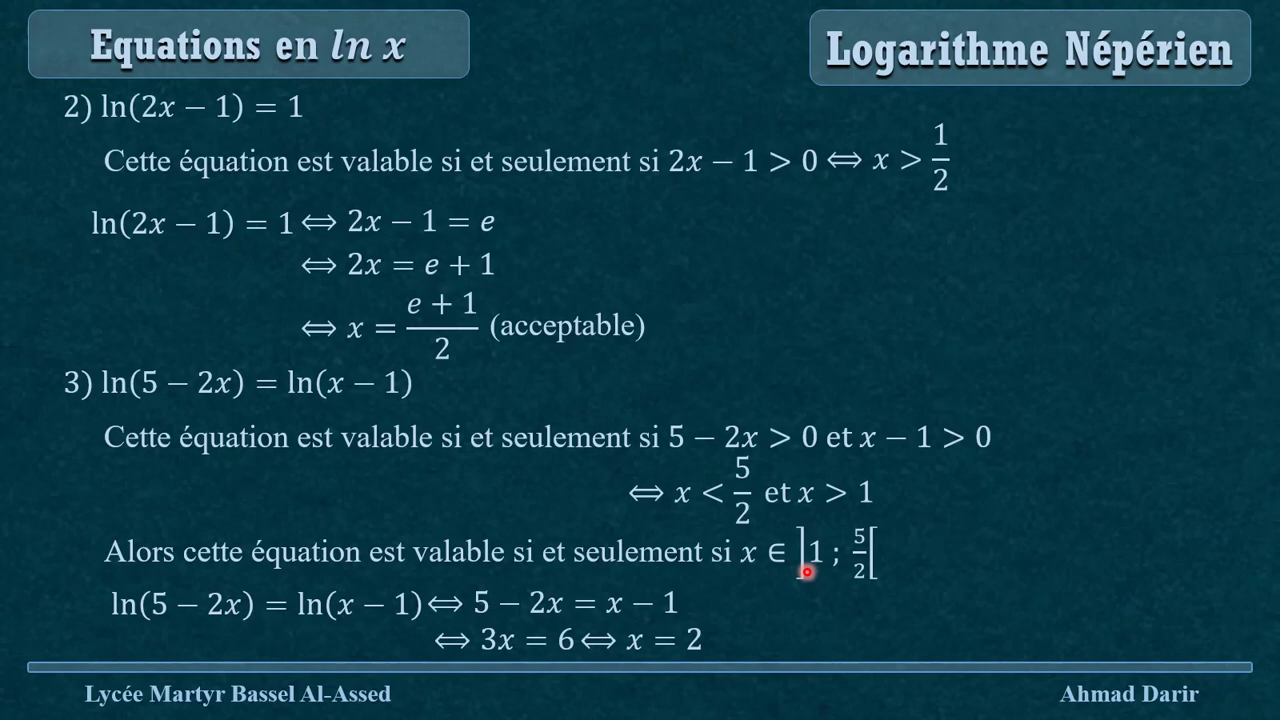 Equations en ln x
Logarithme Népérien
2) ln(2x − 1) = 1
Cette équation est valable si et seulement si 2x − 1 > 0 ⟺ x > 1/2
ln(2x − 1) = 1 ⟺ 2x − 1 = e
⟺ 2x = e + 1
⟺ x = (e + 1)/2 (acceptable)
3) ln(5 − 2x) = ln(x − 1)
Cette équation est valable si et seulement si 5 − 2x > 0 et x − 1 > 0
⟺ x < 5/2 et x > 1
Alors cette équation est valable si et seulement si x ∈ ]1 ; 5/2[
ln(5 − 2x) = ln(x − 1) ⟺ 5 − 2x = x − 1
⟺ 3x = 6 ⟺ x = 2
Lycée Martyr Bassel Al-Assed
Ahmad Darir